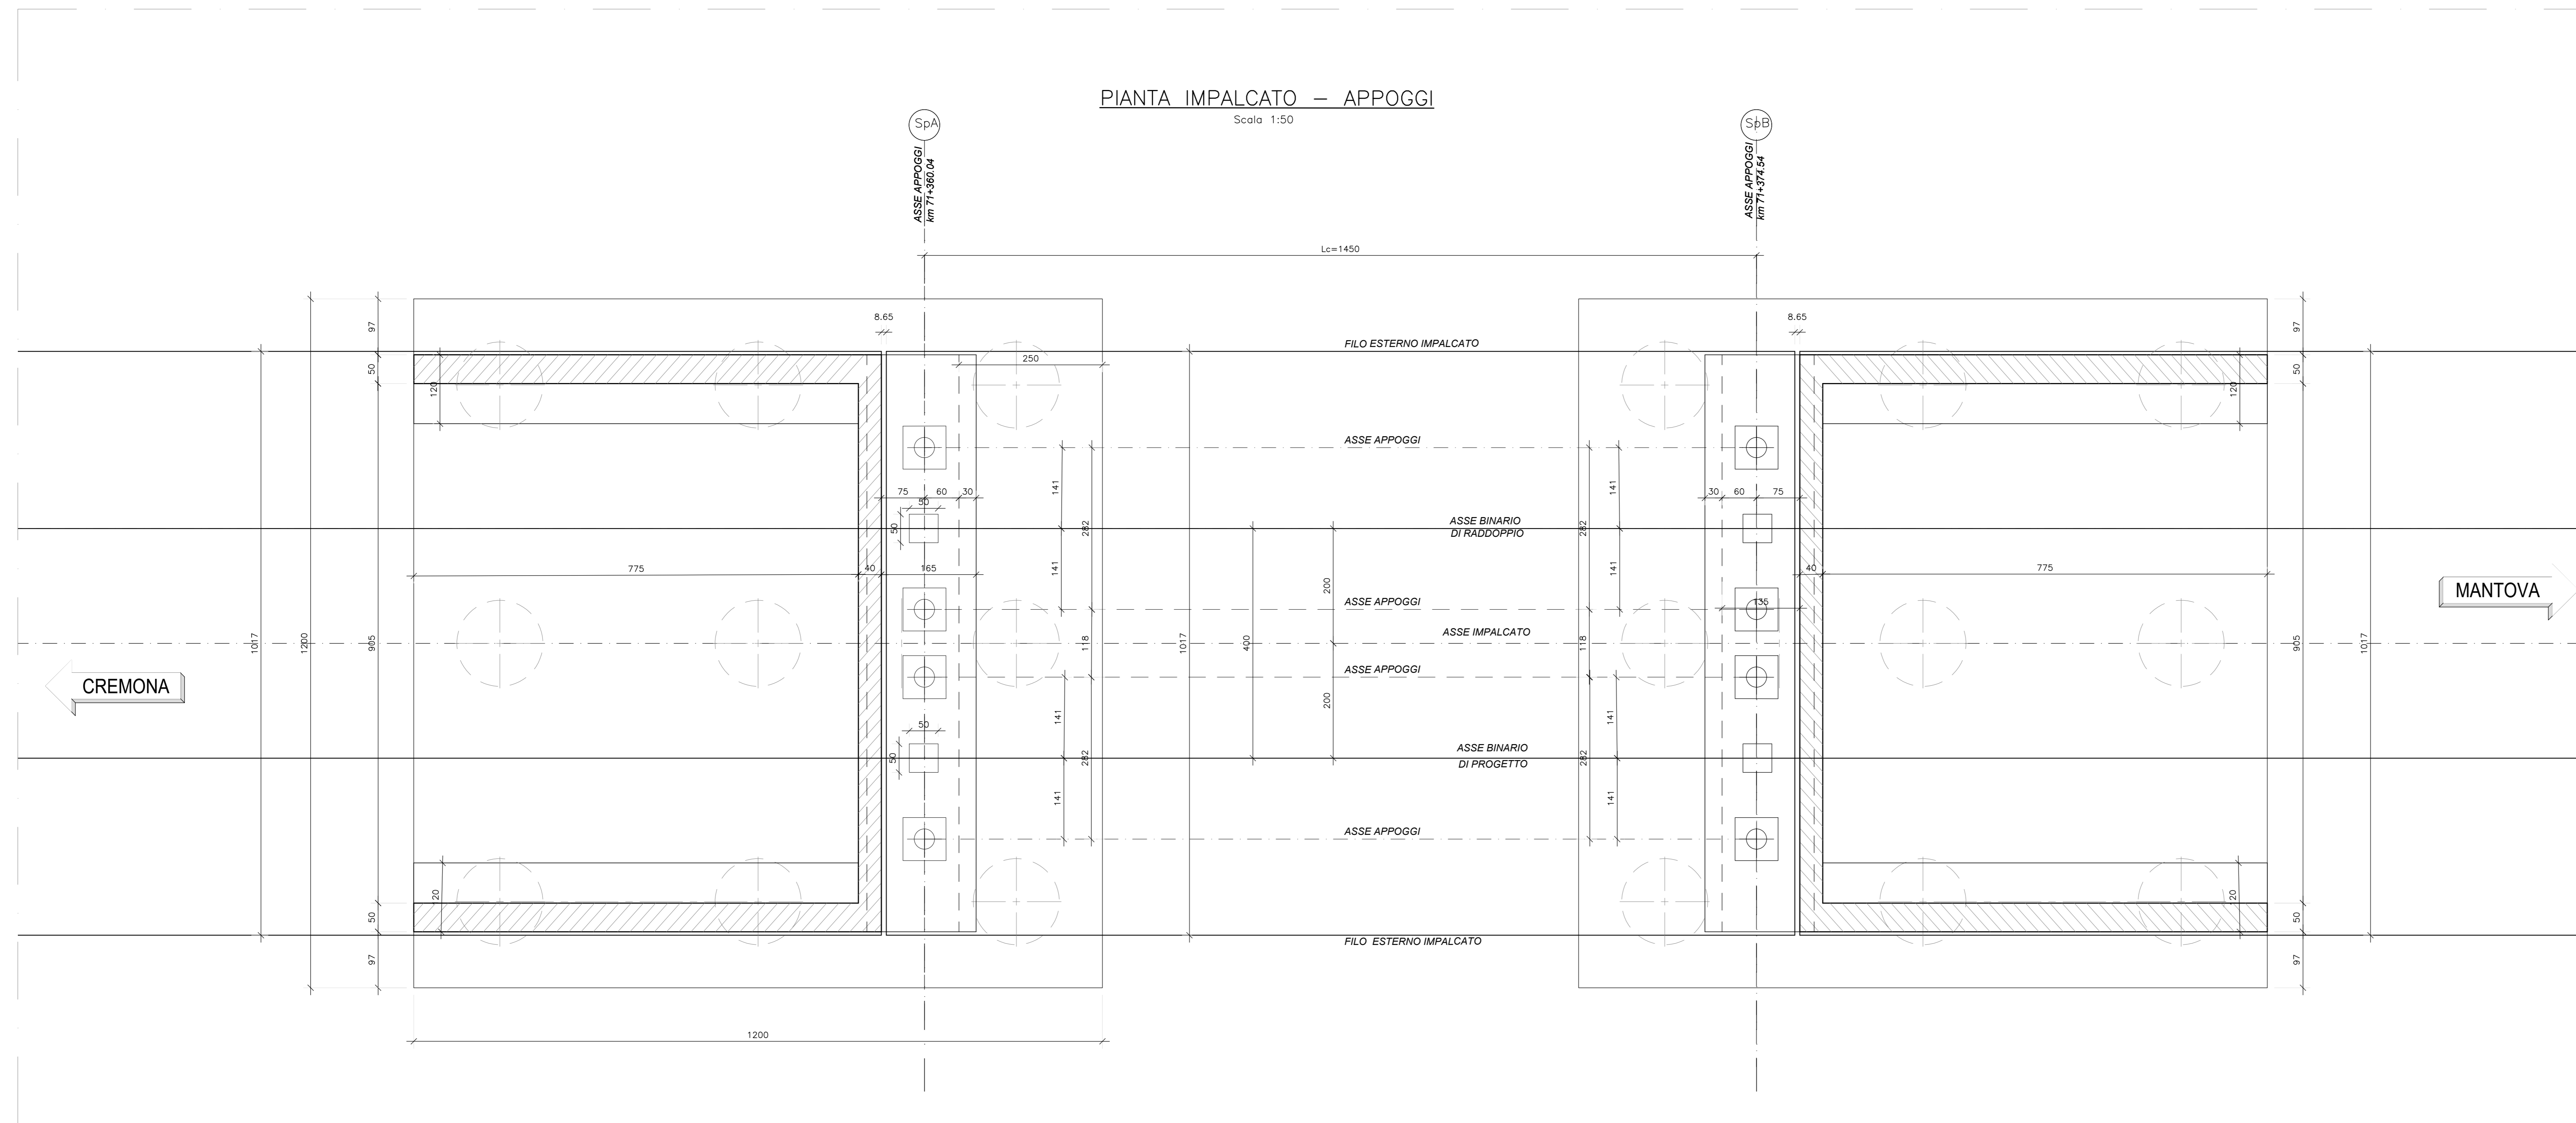 PIANTA IMPALCATO – APPOGGI
Scala 1:50
SpA
SpB
ASSE APPOGGI
km 71+360.04
ASSE APPOGGI
km 71+374.54
Lc=1450
8.65
8.65
97
97
FILO ESTERNO IMPALCATO
250
50
50
120
120
ASSE APPOGGI
141
141
282
282
75
60
30
30
60
75
50
50
ASSE BINARIO
DI RADDOPPIO
775
40
165
141
141
40
775
200
ASSE APPOGGI
135
MANTOVA
1017
1200
905
118
1017
400
ASSE IMPALCATO
118
905
1017
CREMONA
ASSE APPOGGI
200
141
141
50
50
282
282
ASSE BINARIO
DI PROGETTO
141
141
ASSE APPOGGI
120
120
50
50
FILO ESTERNO IMPALCATO
97
97
1200